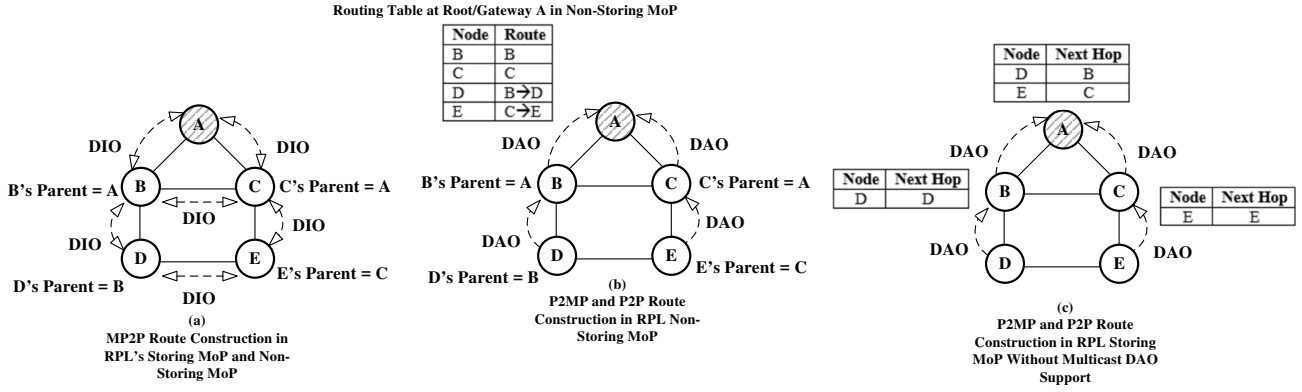 Routing Table at Root/Gateway A in Non-Storing MoP
Node Route
B B
C C
D B→D
E C→E
A
DIO
DIO
B's Parent = A
B
C
C's Parent = A
DIO
DIO
DIO
D
E
D's Parent = B
E's Parent = C
DIO
(a)
MP2P Route Construction in
RPL's Storing MoP and Non-
Storing MoP
A
DAO
DAO
B's Parent = A
B
C
C's Parent = A
DAO
DAO
D
E
D's Parent = B
E's Parent = C
(b)
P2MP and P2P Route
Construction in RPL Non-
Storing MoP
Node Next Hop
D B
E C
A
DAO
DAO
Node Next Hop
D D
B
C
Node Next Hop
E E
DAO
DAO
D
E
(c)
P2MP and P2P Route
Construction in RPL Storing
MoP Without Multicast DAO
Support